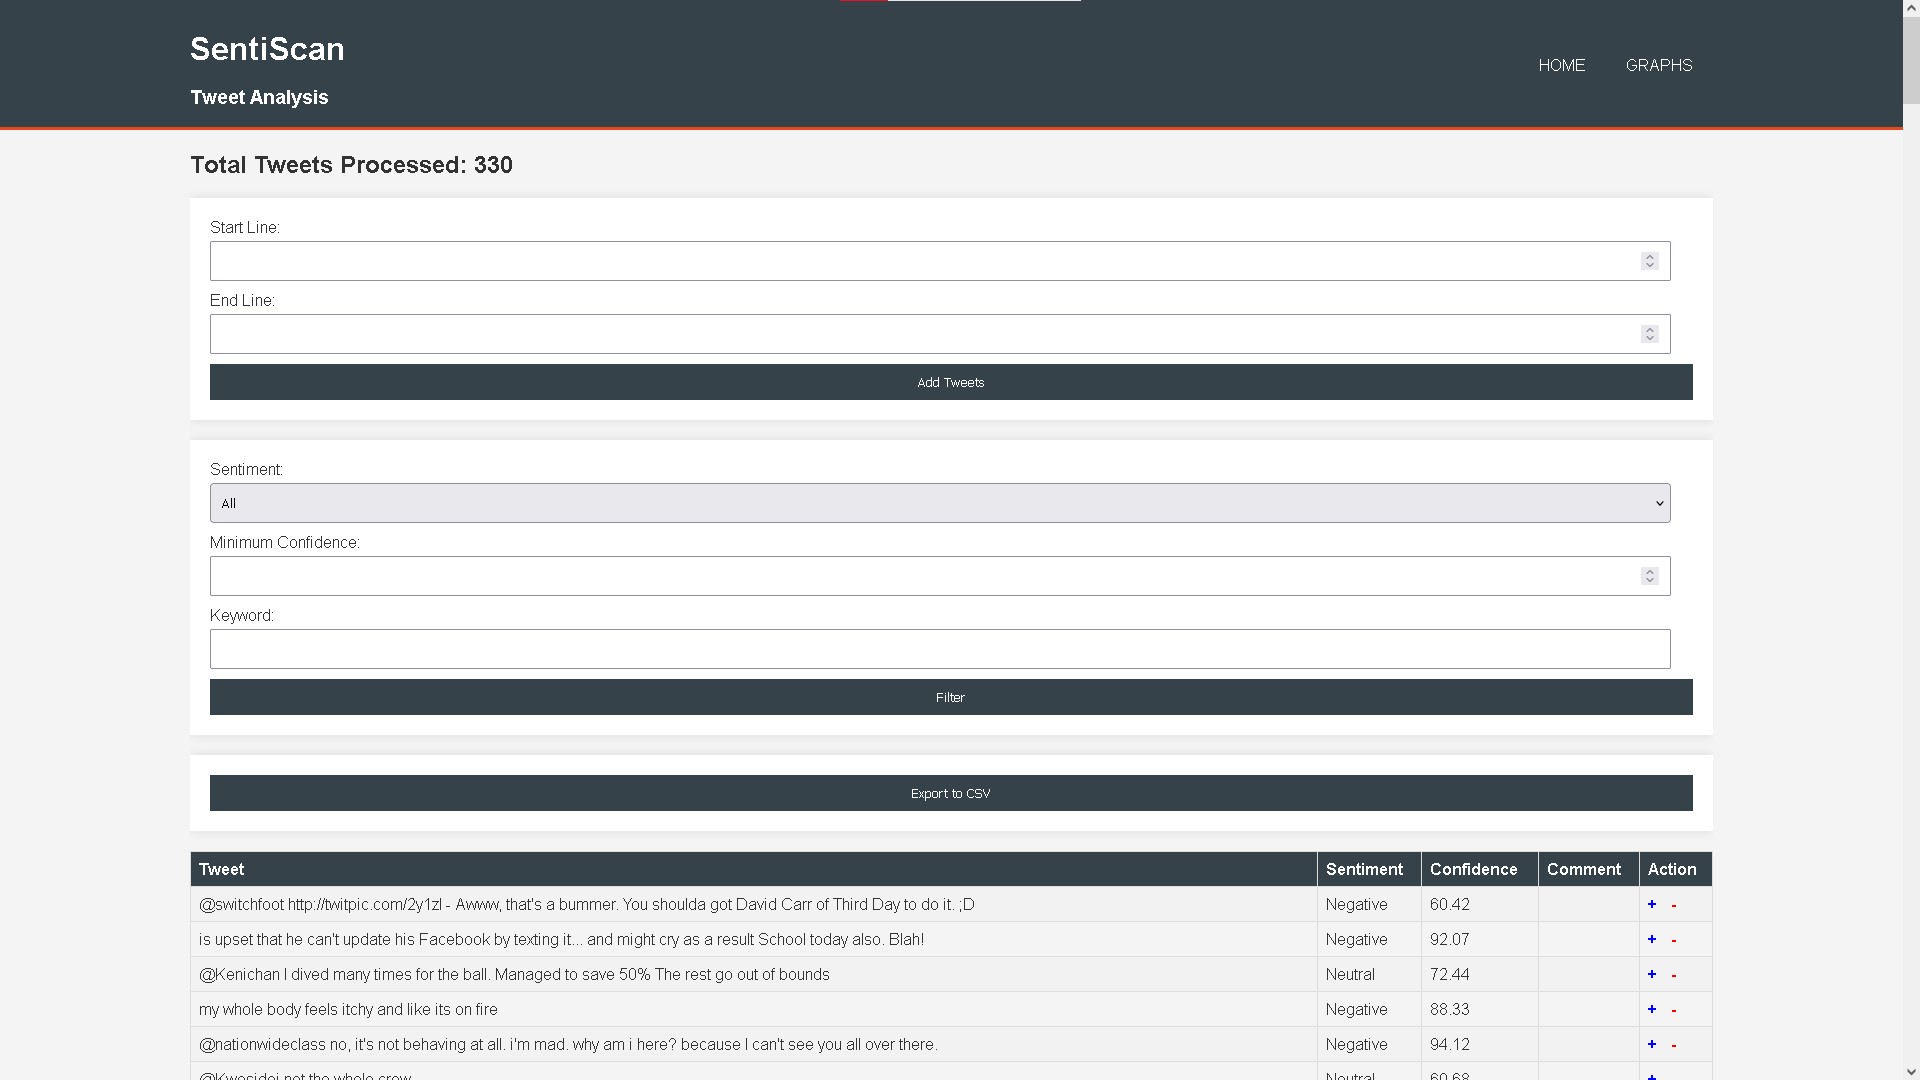 SentiScan
Tweet Analysis
HOME GRAPHS
Total Tweets Processed: 330
Start Line:
End Line:
Add Tweets
Sentiment:
All
Minimum Confidence:
Keyword:
Filter
Export to CSV
Tweet Sentiment Confidence Comment Action
@switchfoot http://twitpic.com/2y1zl - Awww, that's a bummer. You shoulda got David Carr of Third Day to do it. ;D Negative 60.42 + -
is upset that he can't update his Facebook by texting it... and might cry as a result School today also. Blah! Negative 92.07 + -
@Kenichan I dived many times for the ball. Managed to save 50% The rest go out of bounds Neutral 72.44 + -
my whole body feels itchy and like its on fire Negative 88.33 + -
@nationwideclass no, it's not behaving at all. i'm mad. why am i here? because I can't see you all over there. Negative 94.12 + -
@Kwesidei not the whole crew Neutral 60.68 +